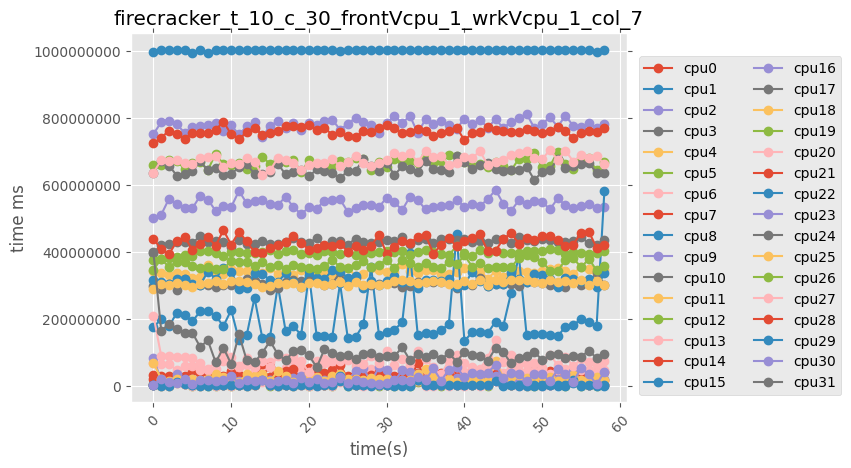 firecracker_t_10_c_30_frontVcpu_1_wrkVcpu_1_col_7
time ms
1000000000
800000000
600000000
400000000
200000000
0
0
10
20
30
40
50
60
time(s)
cpu0
cpu1
cpu2
cpu3
cpu4
cpu5
cpu6
cpu7
cpu8
cpu9
cpu10
cpu11
cpu12
cpu13
cpu14
cpu15
cpu16
cpu17
cpu18
cpu19
cpu20
cpu21
cpu22
cpu23
cpu24
cpu25
cpu26
cpu27
cpu28
cpu29
cpu30
cpu31